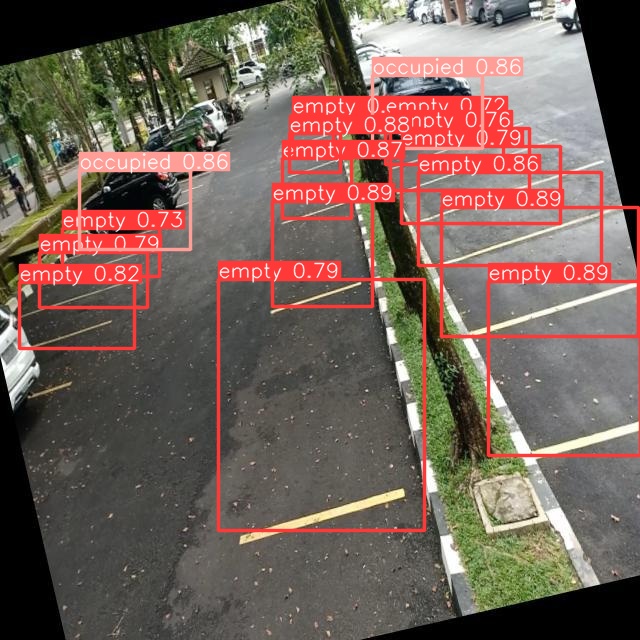 occupied 0.86
empty 0.72
empty 0.88
empty 0.76
empty 0.79
empty 0.87
empty 0.86
occupied 0.86
empty 0.89
empty 0.89
empty 0.73
empty 0.79
empty 0.82
empty 0.79
empty 0.89